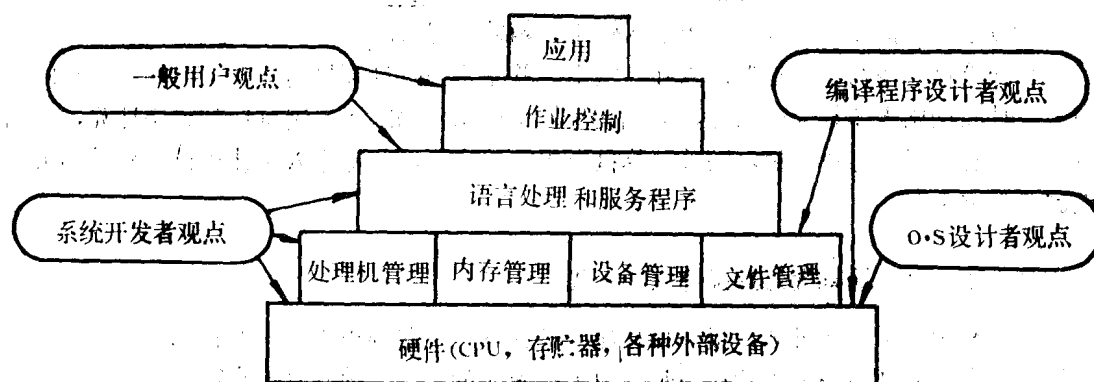 应用
一般用户观点
编译程序设计者观点
作业控制
语言处理和服务程序
系统开发者观点
O·S设计者观点
处理机管理
内存管理
设备管理
文件管理
硬件(CPU，存贮器，各种外部设备)